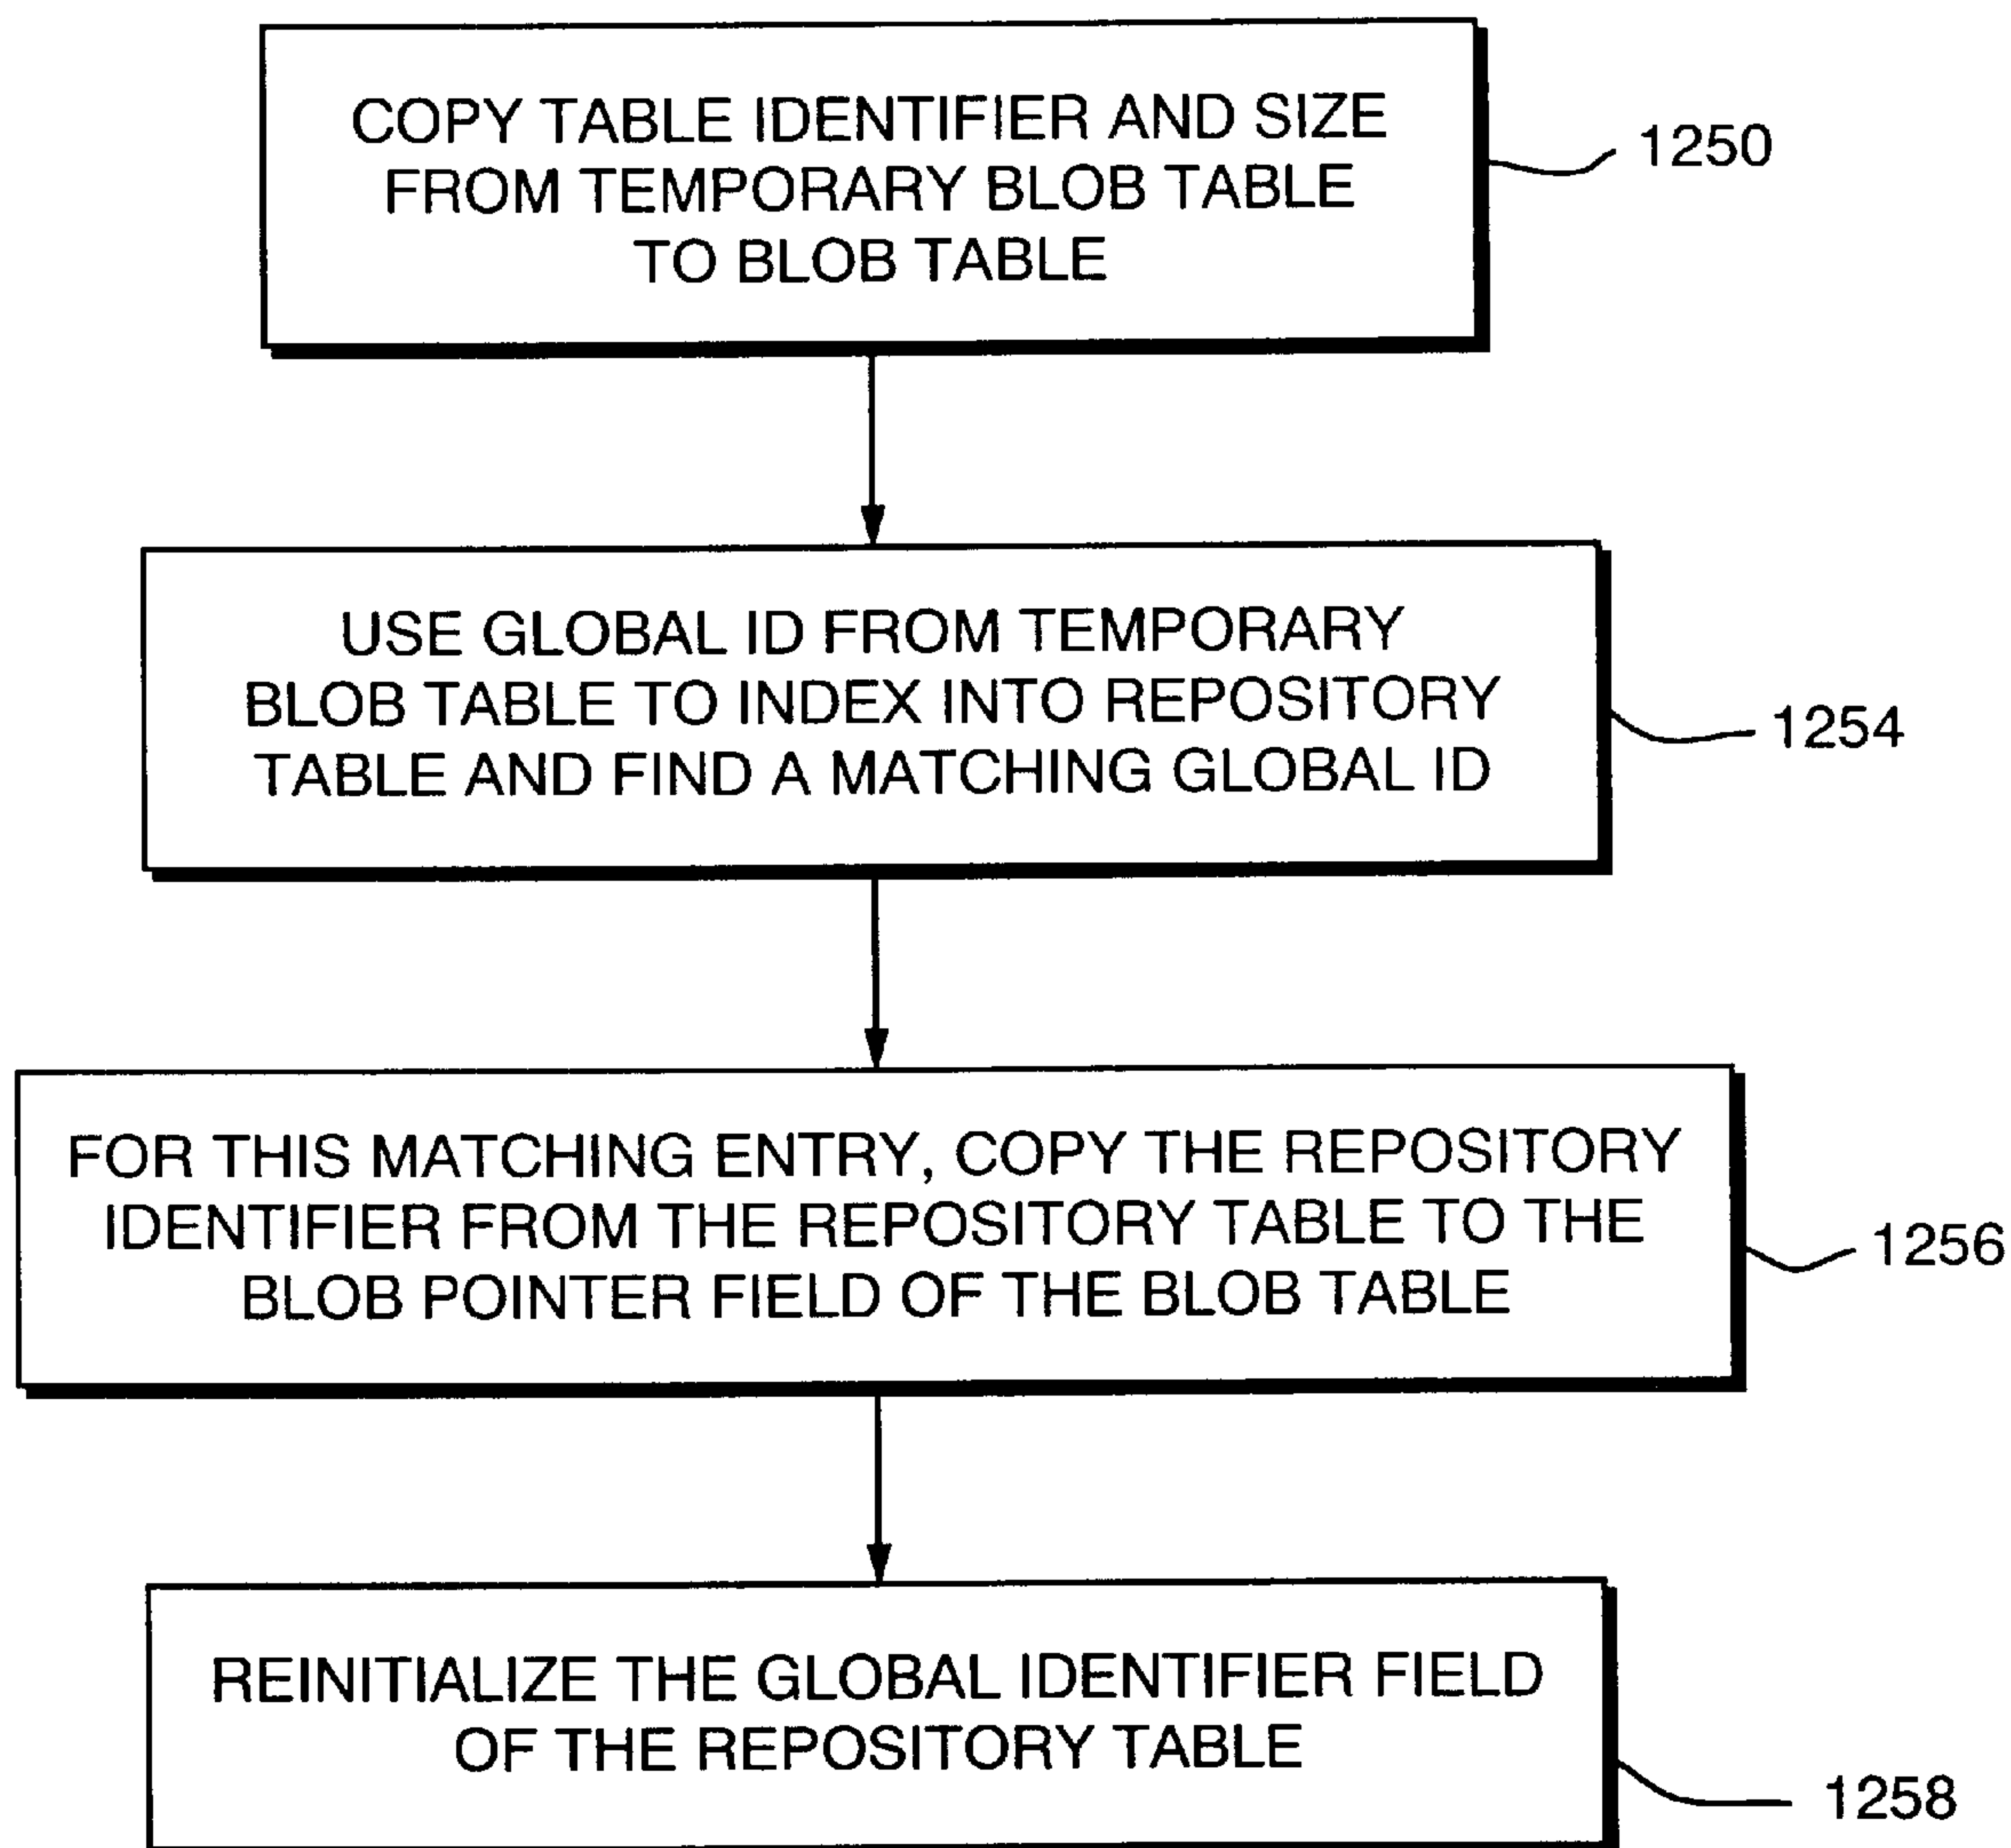 COPY TABLE IDENTIFIER AND SIZE
FROM TEMPORARY BLOB TABLE
TO BLOB TABLE
1250
USE GLOBAL ID FROM TEMPORARY
BLOB TABLE TO INDEX INTO REPOSITORY
TABLE AND FIND A MATCHING GLOBAL ID
1254
FOR THIS MATCHING ENTRY, COPY THE REPOSITORY
IDENTIFIER FROM THE REPOSITORY TABLE TO THE
BLOB POINTER FIELD OF THE BLOB TABLE
1256
REINITIALIZE THE GLOBAL IDENTIFIER FIELD
OF THE REPOSITORY TABLE
1258